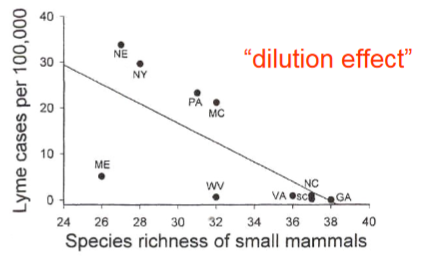 Lyme cases per 100,000
40
30
20
10
0
"dilution effect"
NE
NY
PA
MC
ME
WV
VA
SC
NC
GA
24 26 28 30 32 34 36 38 40
Species richness of small mammals